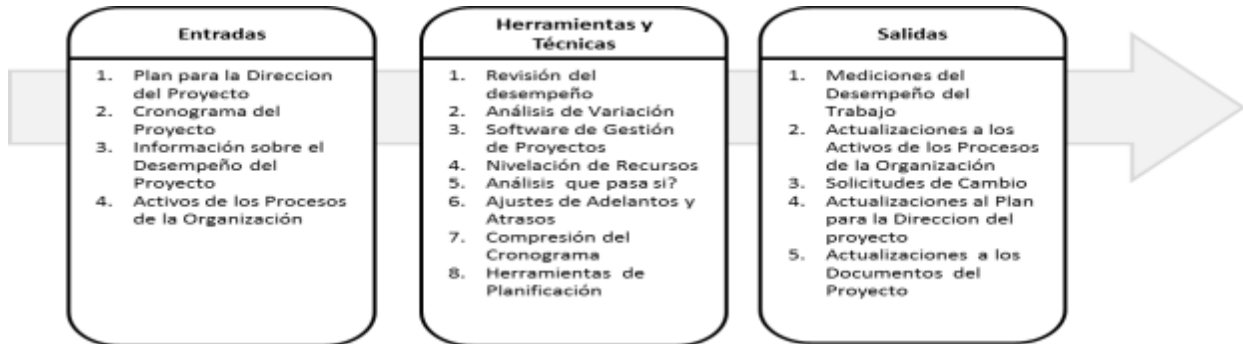 Entradas
1. Plan para la Direccion
del Proyecto
2. Cronograma del
Proyecto
3. Información sobre el
Desempeño del
Proyecto
4. Activos de los Procesos
de la Organización
Herramientas y
Técnicas
1. Revisión del
desempeño
2. Análisis de Variación
3. Software de Gestión
de Proyectos
4. Nivelación de Recursos
5. Análisis que pasa si?
6. Ajustes de Adelantos y
Atrasos
7. Compresión del
Cronograma
8. Herramientas de
Planificación
Salidas
1. Mediciones del
Desempeño del
Trabajo
2. Actualizaciones a los
Activos de los Procesos
de la Organización
3. Solicitudes de Cambio
4. Actualizaciones al Plan
para la Direccion del
proyecto
5. Actualizaciones a los
Documentos del
Proyecto